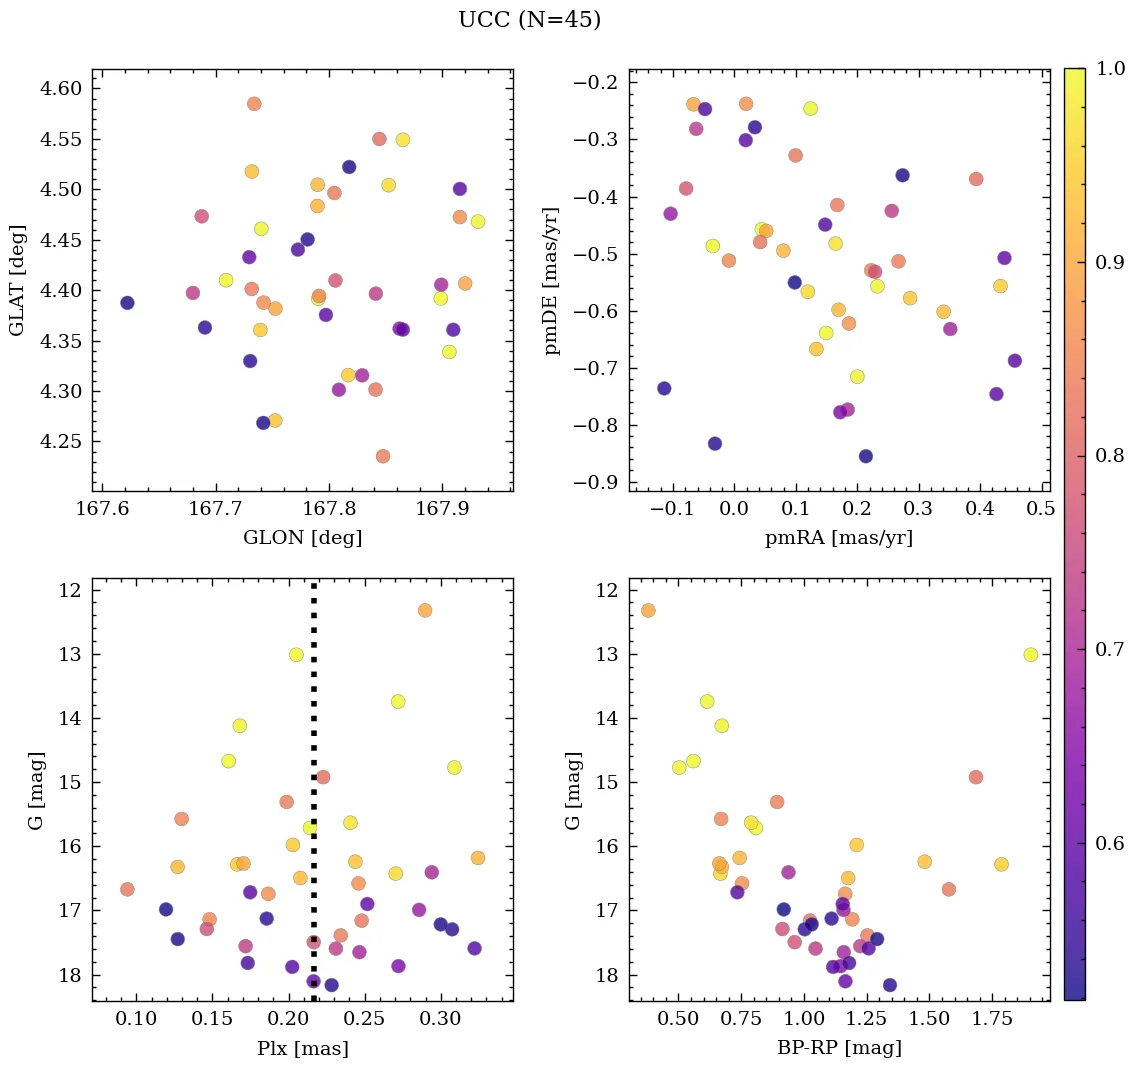 UCC (N=45)
4.60
4.55
4.50
4.45
4.40
4.35
4.30
4.25
GLAT [deg]
167.6 167.7 167.8 167.9
GLON [deg]
−0.2
−0.3
−0.4
−0.5
−0.6
−0.7
−0.8
−0.9
pmDE [mas/yr]
−0.1 0.0 0.1 0.2 0.3 0.4 0.5
pmRA [mas/yr]
12
13
14
15
16
17
18
G [mag]
0.10 0.15 0.20 0.25 0.30
Plx [mas]
12
13
14
15
16
17
18
G [mag]
0.50 0.75 1.00 1.25 1.50 1.75
BP-RP [mag]
1.0
0.9
0.8
0.7
0.6